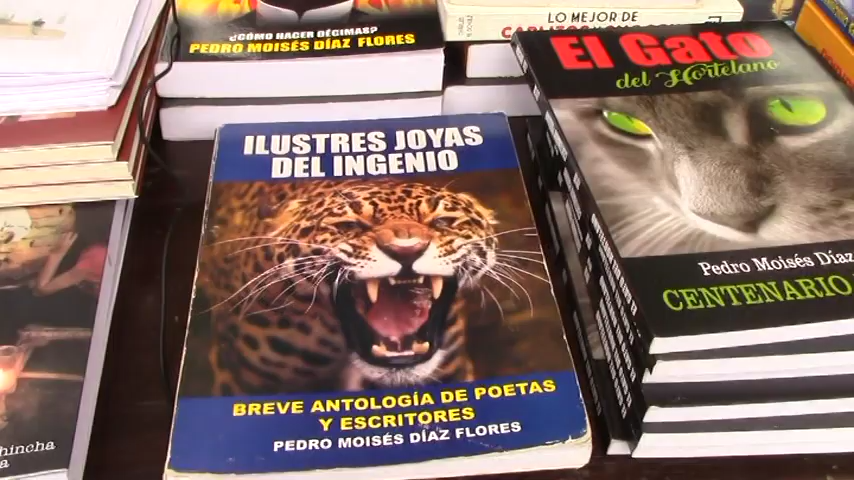 ¿CÓMO HACER DÉCIMAS?
PEDRO MOISÉS DÍAZ FLORES
LO MEJOR DE
ILUSTRES JOYAS
DEL INGENIO
BREVE ANTOLOGÍA DE POETAS
Y ESCRITORES
PEDRO MOISÉS DÍAZ FLORES
El Gato
del Hortelano
Pedro Moisés Díaz
CENTENARIO